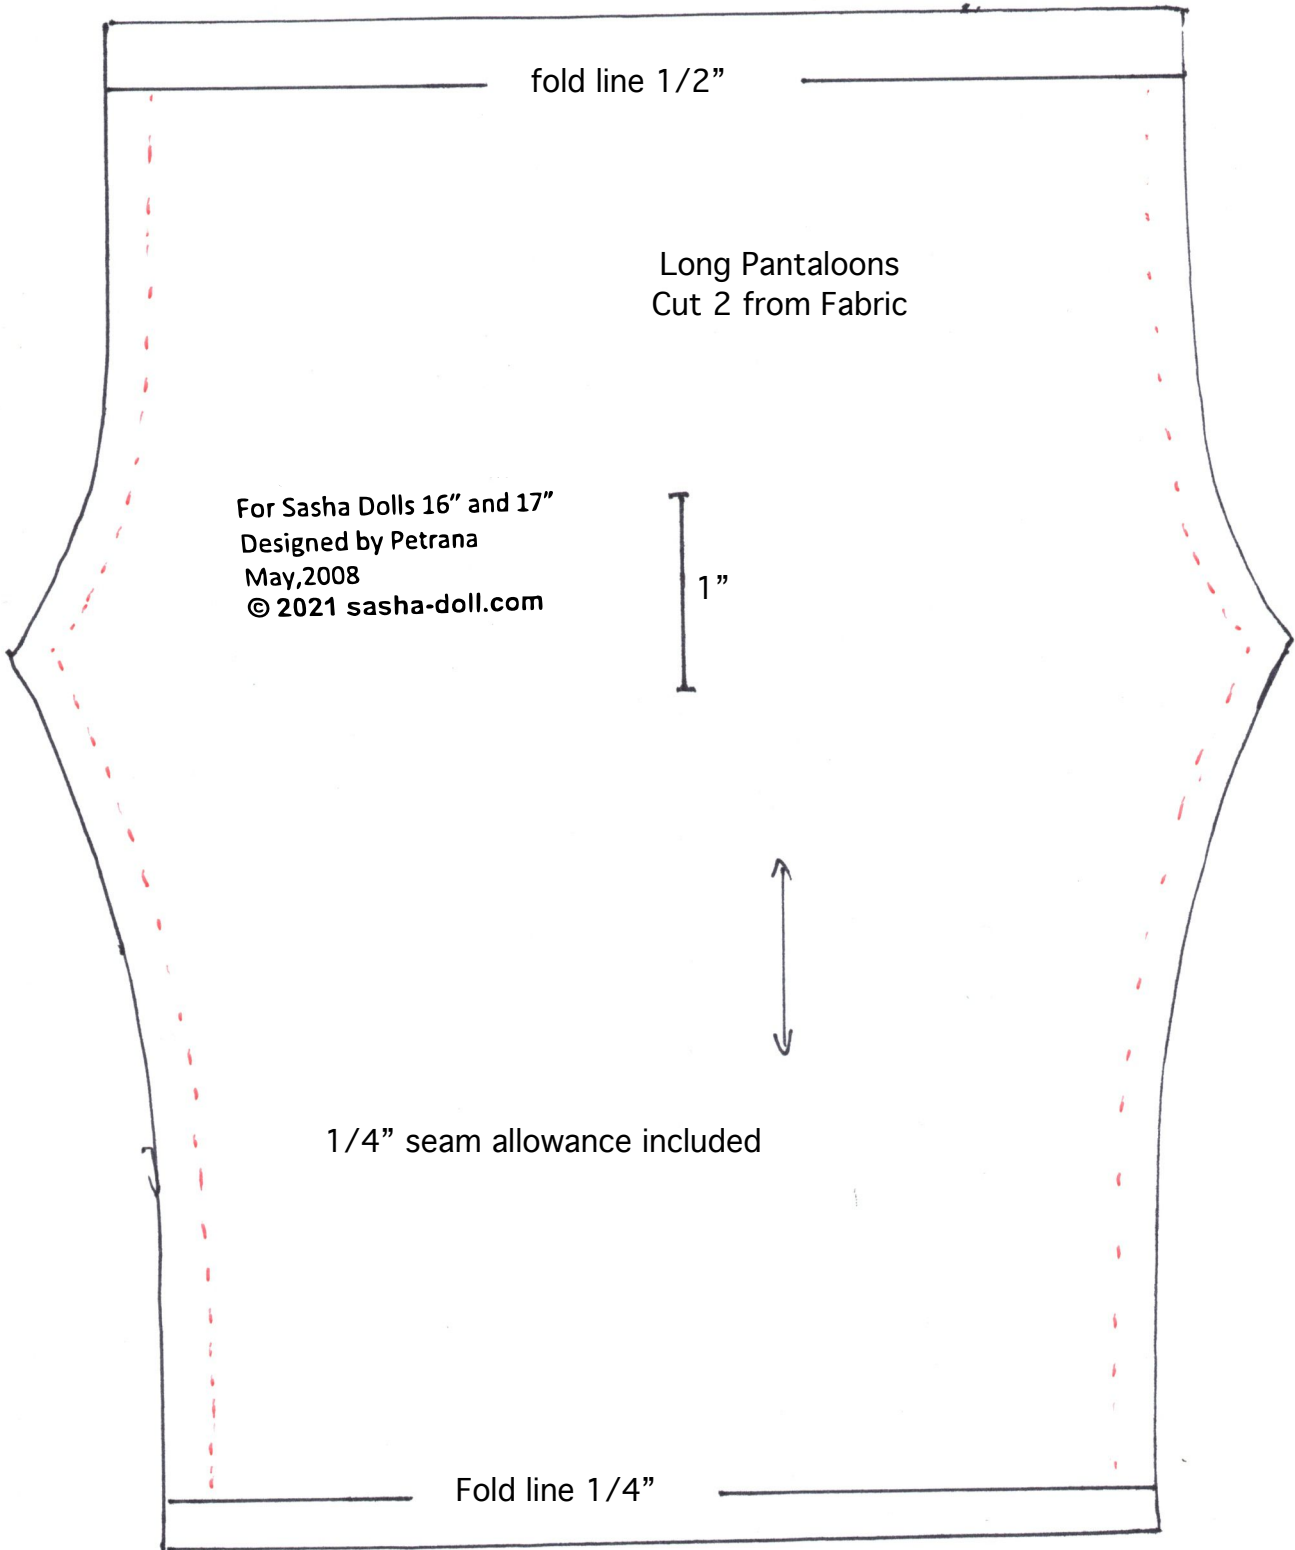 fold line 1/2”
Long Pantaloons
Cut 2 from Fabric
For Sasha Dolls 16” and 17”
Designed by Petrana
May,2008
© 2021 sasha-doll.com
1”
1/4” seam allowance included
Fold line 1/4”